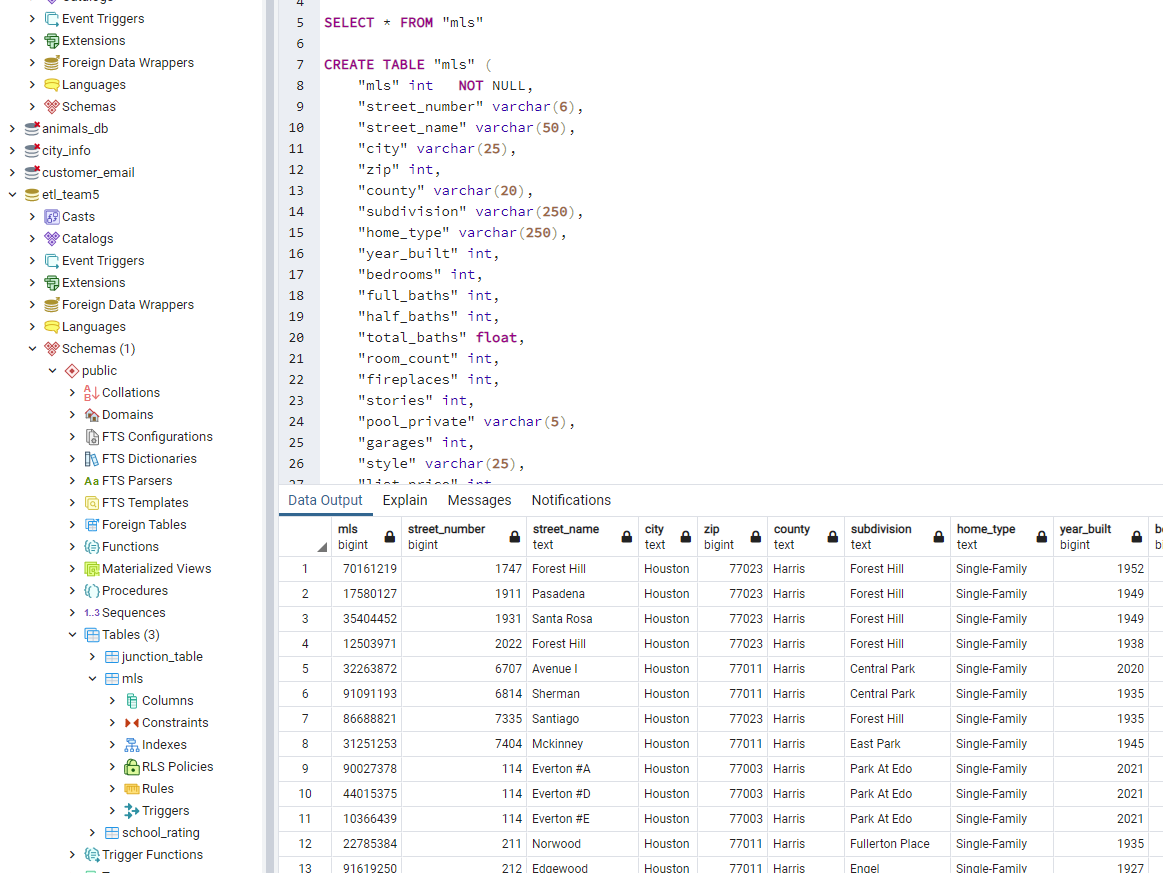 Catalogs
Event Triggers
Extensions
Foreign Data Wrappers
Languages
Schemas
animals_db
city_info
customer_email
etl_team5
Casts
Catalogs
Event Triggers
Extensions
Foreign Data Wrappers
Languages
Schemas (1)
public
Collations
Domains
FTS Configurations
FTS Dictionaries
Aa FTS Parsers
FTS Templates
Foreign Tables
Functions
Materialized Views
Procedures
1..3 Sequences
Tables (3)
junction_table
mls
Columns
Constraints
Indexes
RLS Policies
Rules
Triggers
school_rating
Trigger Functions
4
5 SELECT * FROM "mls"
6
7 CREATE TABLE "mls" (
8 "mls" int   NOT NULL,
9 "street_number" varchar(6),
10 "street_name" varchar(50),
11 "city" varchar(25),
12 "zip" int,
13 "county" varchar(20),
14 "subdivision" varchar(250),
15 "home_type" varchar(250),
16 "year_built" int,
17 "bedrooms" int,
18 "full_baths" int,
19 "half_baths" int,
20 "total_baths" float,
21 "room_count" int,
22 "fireplaces" int,
23 "stories" int,
24 "pool_private" varchar(5),
25 "garages" int,
26 "style" varchar(25),
27 "list_price" int
Data Output Explain Messages Notifications
mls street_number street_name city zip county subdivision home_type year_built
bigint bigint text text bigint text text text bigint
1 70161219 1747 Forest Hill Houston 77023 Harris Forest Hill Single-Family 1952
2 17580127 1911 Pasadena Houston 77023 Harris Forest Hill Single-Family 1949
3 35404452 1931 Santa Rosa Houston 77023 Harris Forest Hill Single-Family 1949
4 12503971 2022 Forest Hill Houston 77023 Harris Forest Hill Single-Family 1938
5 32263872 6707 Avenue I Houston 77011 Harris Central Park Single-Family 2020
6 91091193 6814 Sherman Houston 77011 Harris Central Park Single-Family 1935
7 86688821 7335 Santiago Houston 77023 Harris Forest Hill Single-Family 1935
8 31251253 7404 Mckinney Houston 77011 Harris East Park Single-Family 1945
9 90027378 114 Everton #A Houston 77003 Harris Park At Edo Single-Family 2021
10 44015375 114 Everton #D Houston 77003 Harris Park At Edo Single-Family 2021
11 10366439 114 Everton #E Houston 77003 Harris Park At Edo Single-Family 2021
12 22785384 211 Norwood Houston 77011 Harris Fullerton Place Single-Family 1935
13 91619250 212 Edgewood Houston 77011 Harris Engel Single-Family 1927